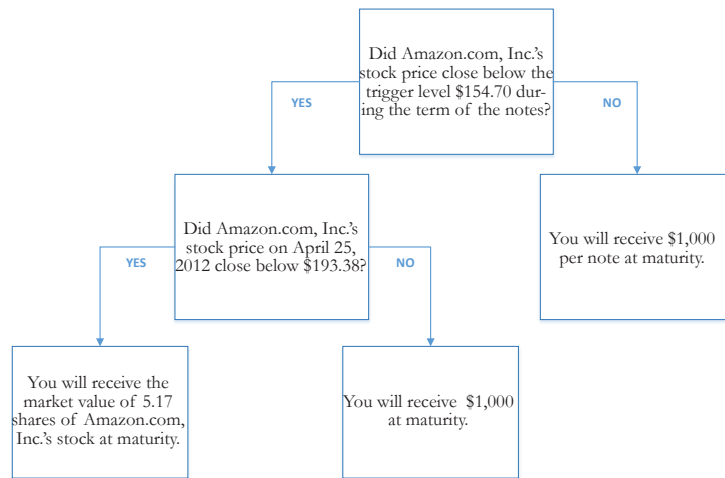 Did Amazon.com, Inc.'s
stock price close below the
trigger level $154.70 dur-
ing the term of the notes?
YES
NO
Did Amazon.com, Inc.'s
stock price on April 25,
2012 close below $193.38?
You will receive $1,000
per note at maturity.
YES
NO
You will receive the
market value of 5.17
shares of Amazon.com,
Inc.'s stock at maturity.
You will receive $1,000
at maturity.